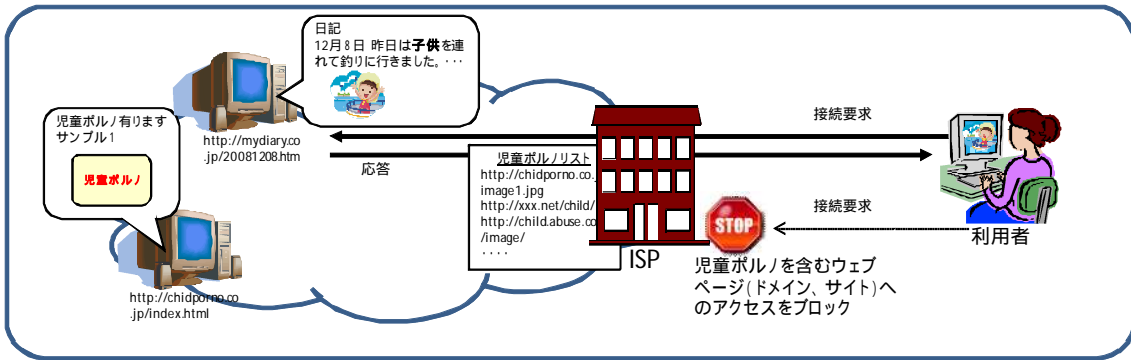 日記
12月8日 昨日は子供を連
れて釣りに行きました。・・・
児童ポルノ有ります
サンプル1
児童ポルノ
http://mydiary.co
.jp/20081208.htm
接続要求
応答
児童ポルノリスト
http://chidporno.co.
image1.jpg
http://xxx.net/child/
http://child.abuse.co
/image/
・・・・
ISP
STOP
接続要求
利用者
児童ポルノを含むウェブ
ページ(ドメイン、サイト)へ
のアクセスをブロック
http://chidporno.co
.jp/index.html